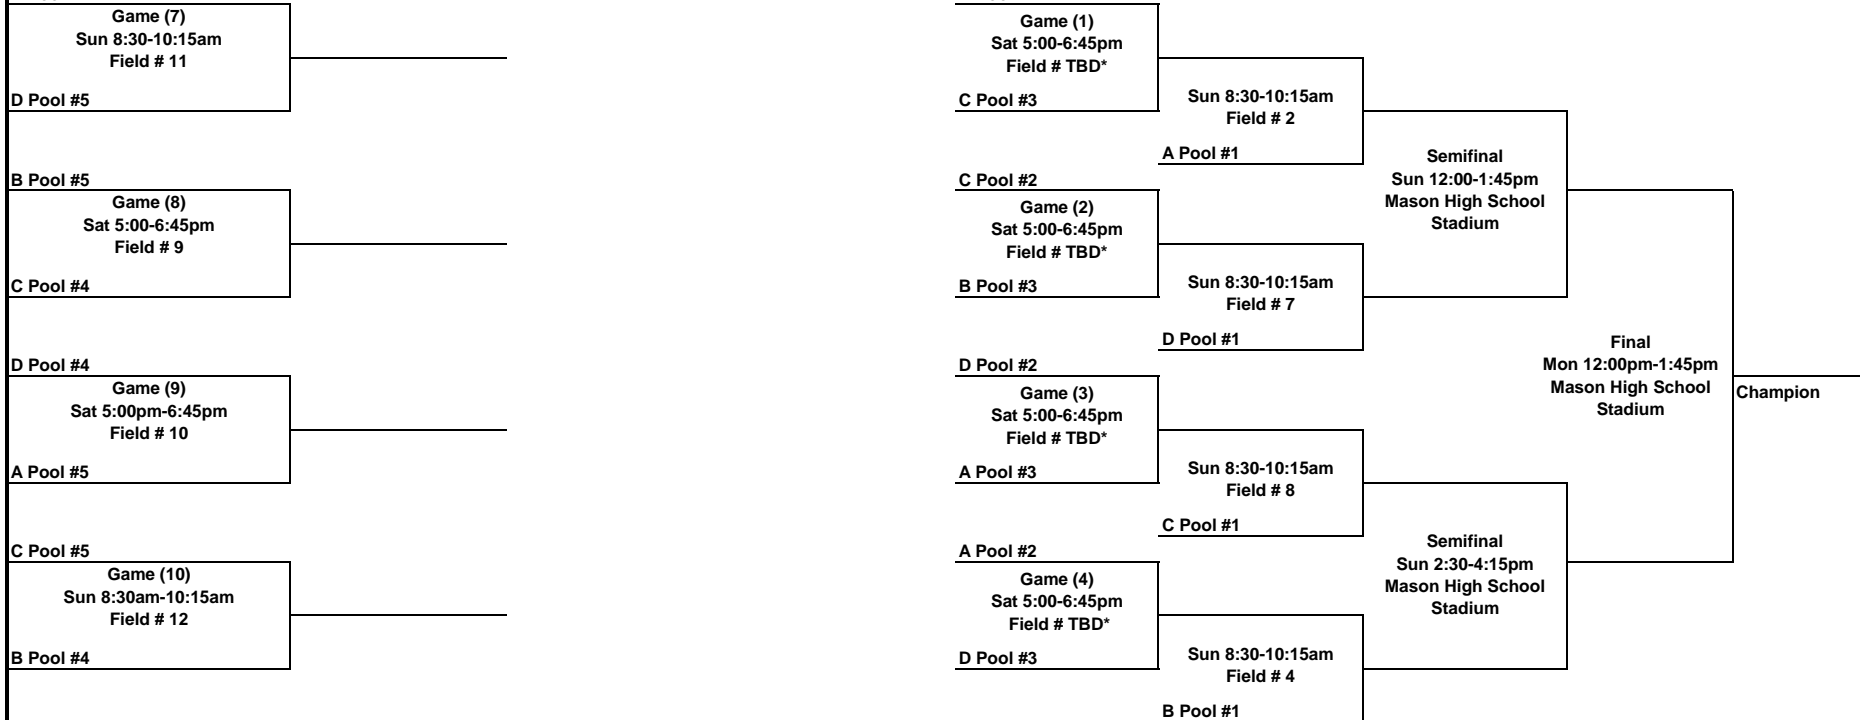 Game (7)
Sun 8:30-10:15am
Field # 11
D Pool #5
B Pool #5
Game (8)
Sat 5:00-6:45pm
Field # 9
C Pool #4
D Pool #4
Game (9)
Sat 5:00pm-6:45pm
Field # 10
A Pool #5
C Pool #5
Game (10)
Sun 8:30am-10:15am
Field # 12
B Pool #4
Game (1)
Sat 5:00-6:45pm
Field # TBD*
C Pool #3
C Pool #2
Game (2)
Sat 5:00-6:45pm
Field # TBD*
B Pool #3
D Pool #2
Game (3)
Sat 5:00-6:45pm
Field # TBD*
A Pool #3
A Pool #2
Game (4)
Sat 5:00-6:45pm
Field # TBD*
D Pool #3
Sun 8:30-10:15am
Field # 2
A Pool #1
Sun 8:30-10:15am
Field # 7
D Pool #1
Sun 8:30-10:15am
Field # 8
C Pool #1
Sun 8:30-10:15am
Field # 4
B Pool #1
Semifinal
Sun 12:00-1:45pm
Mason High School
Stadium
Semifinal
Sun 2:30-4:15pm
Mason High School
Stadium
Final
Mon 12:00pm-1:45pm
Mason High School
Stadium
Champion